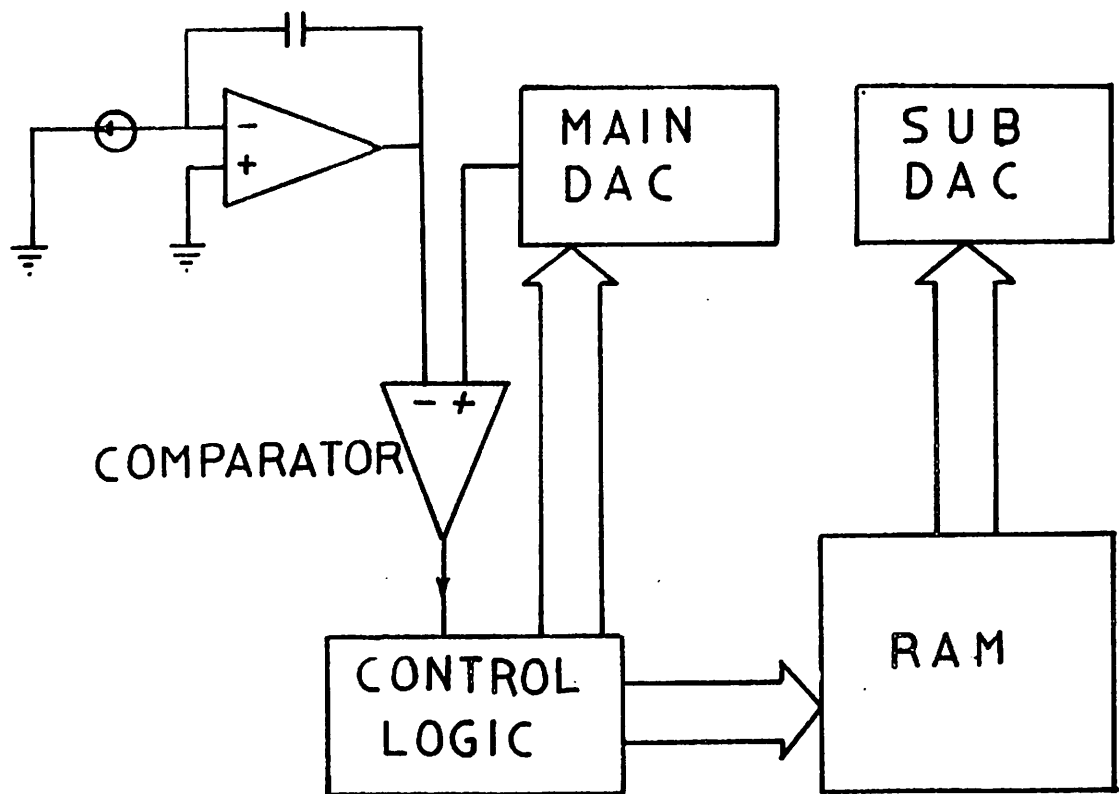 MAIN
DAC
SUB
DAC
-
+
- +
COMPARATOR
CONTROL
LOGIC
RAM